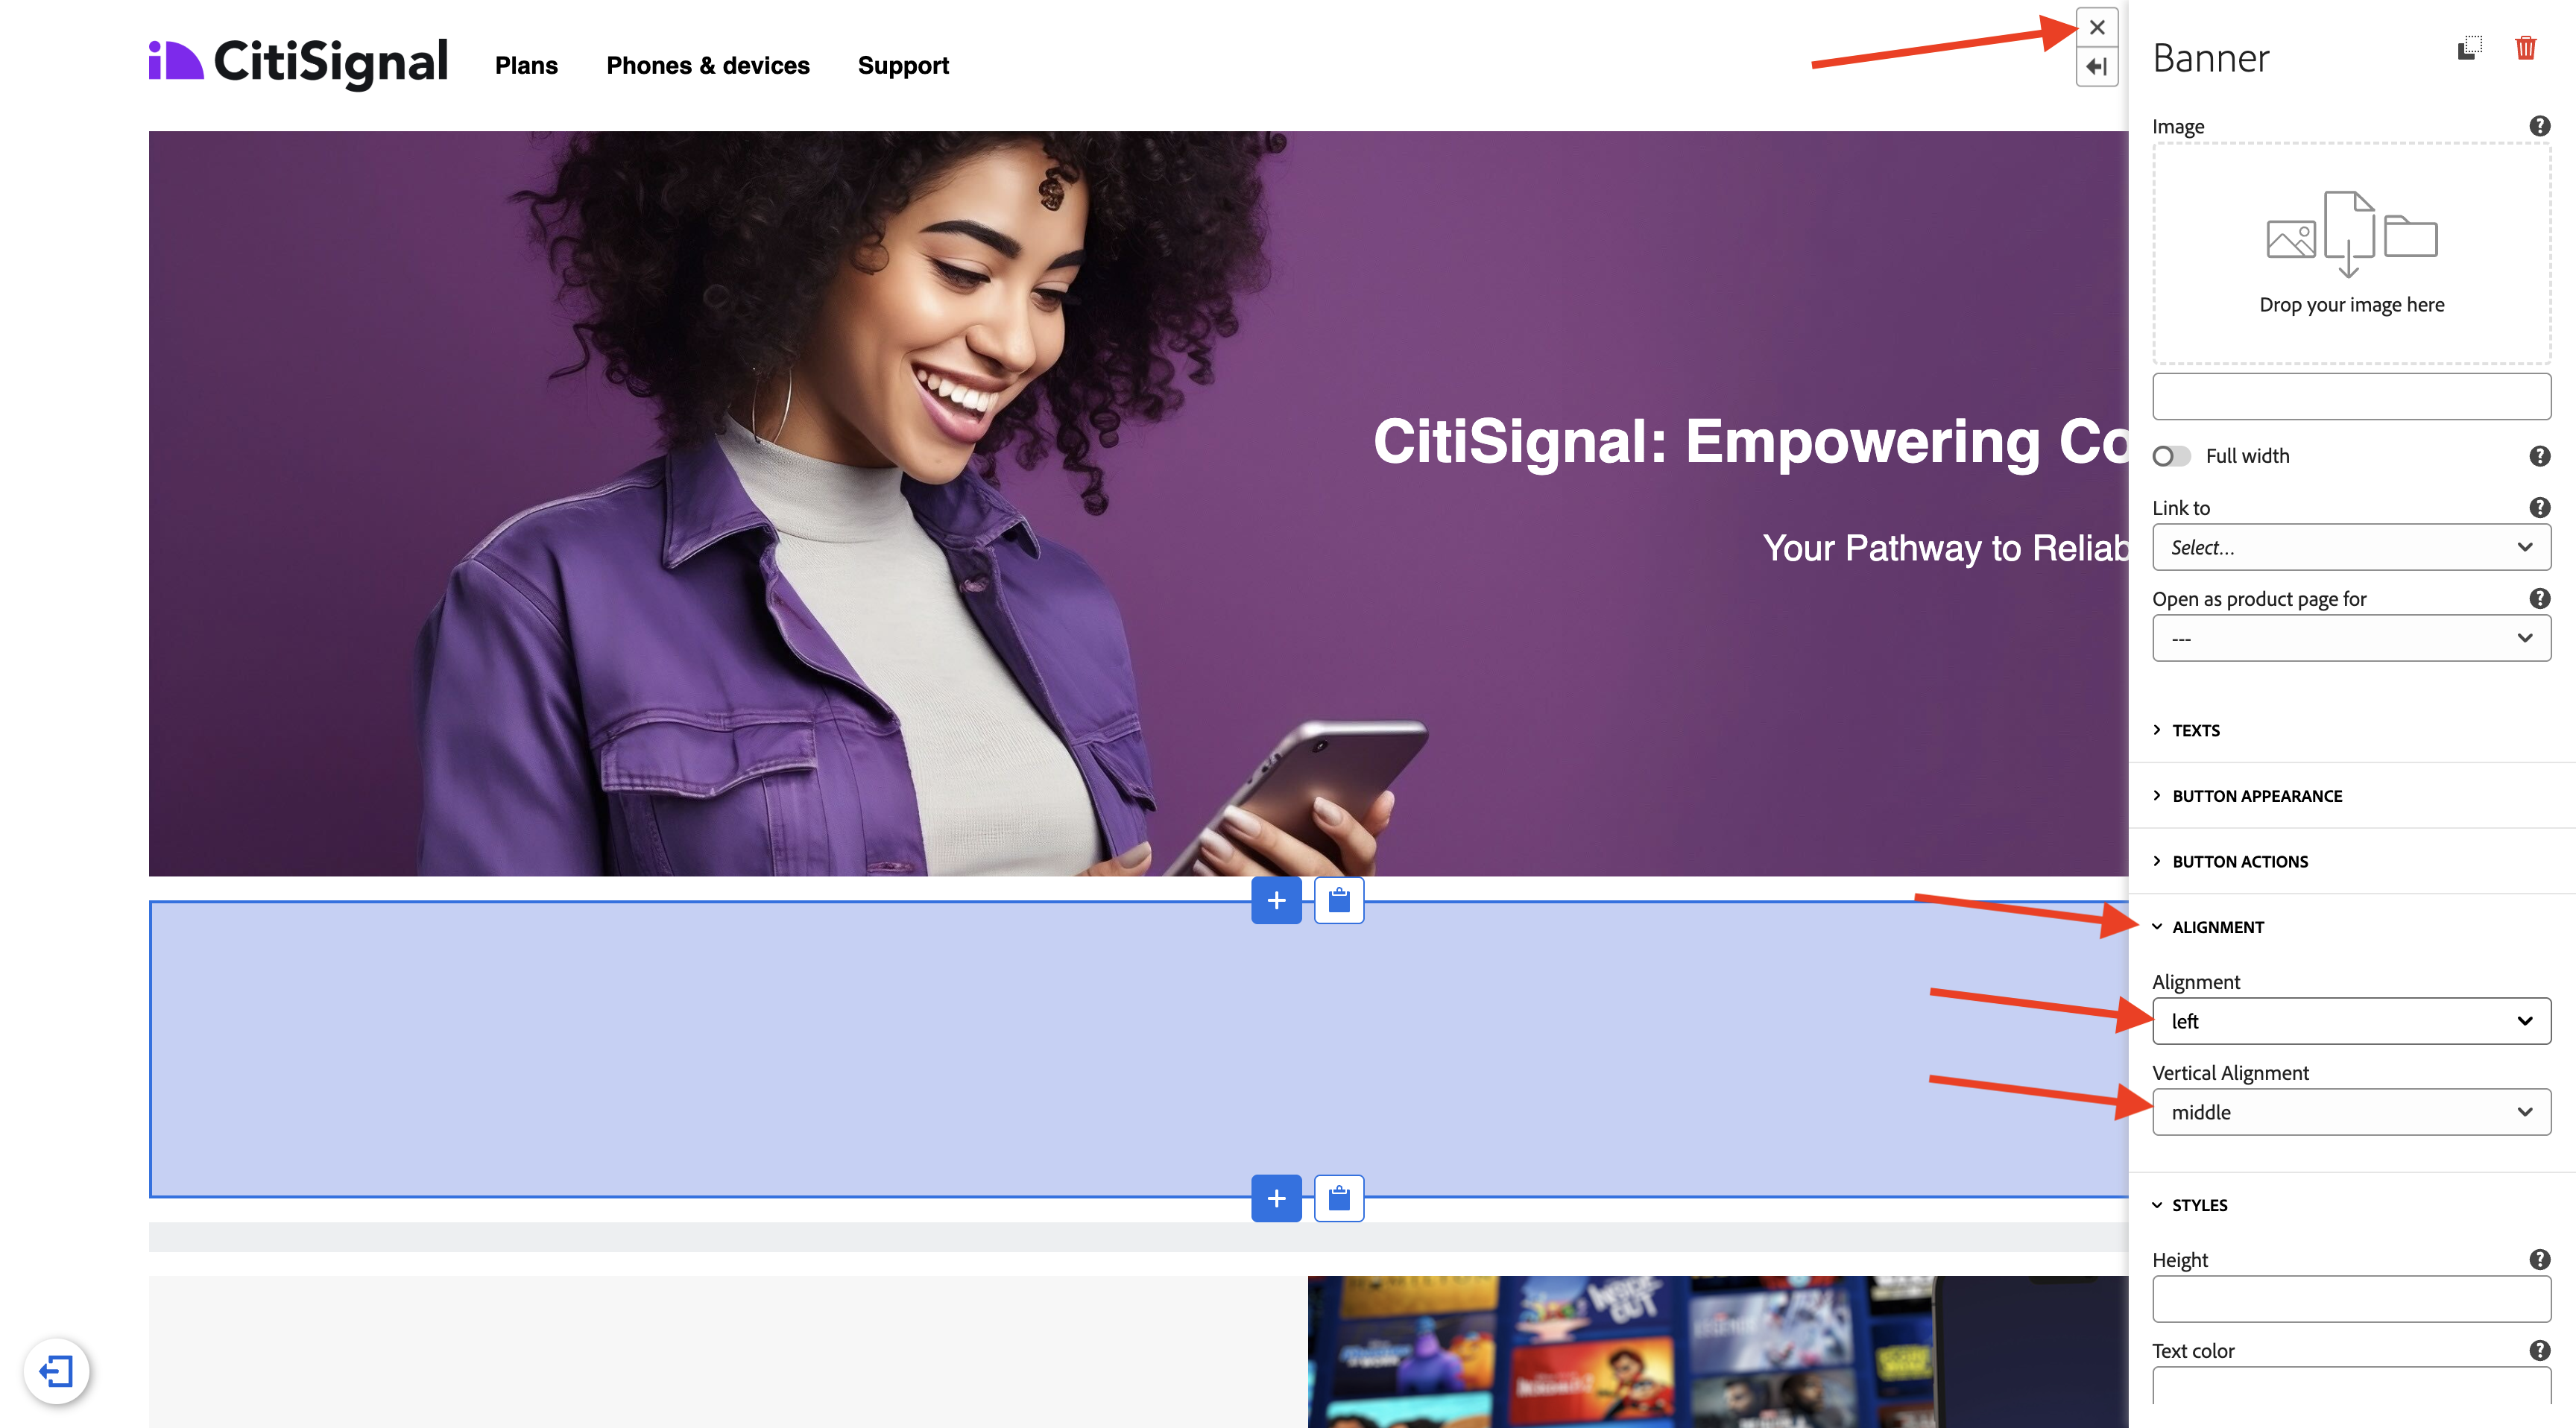 CitiSignal
Plans
Phones & devices
Support
CitiSignal: Empowering Co
Your Pathway to Reliab
Banner
Image
Drop your image here
Full width
Link to
Select...
Open as product page for
---
TEXTS
BUTTON APPEARANCE
BUTTON ACTIONS
ALIGNMENT
Alignment
left
Vertical Alignment
middle
STYLES
Height
Text color